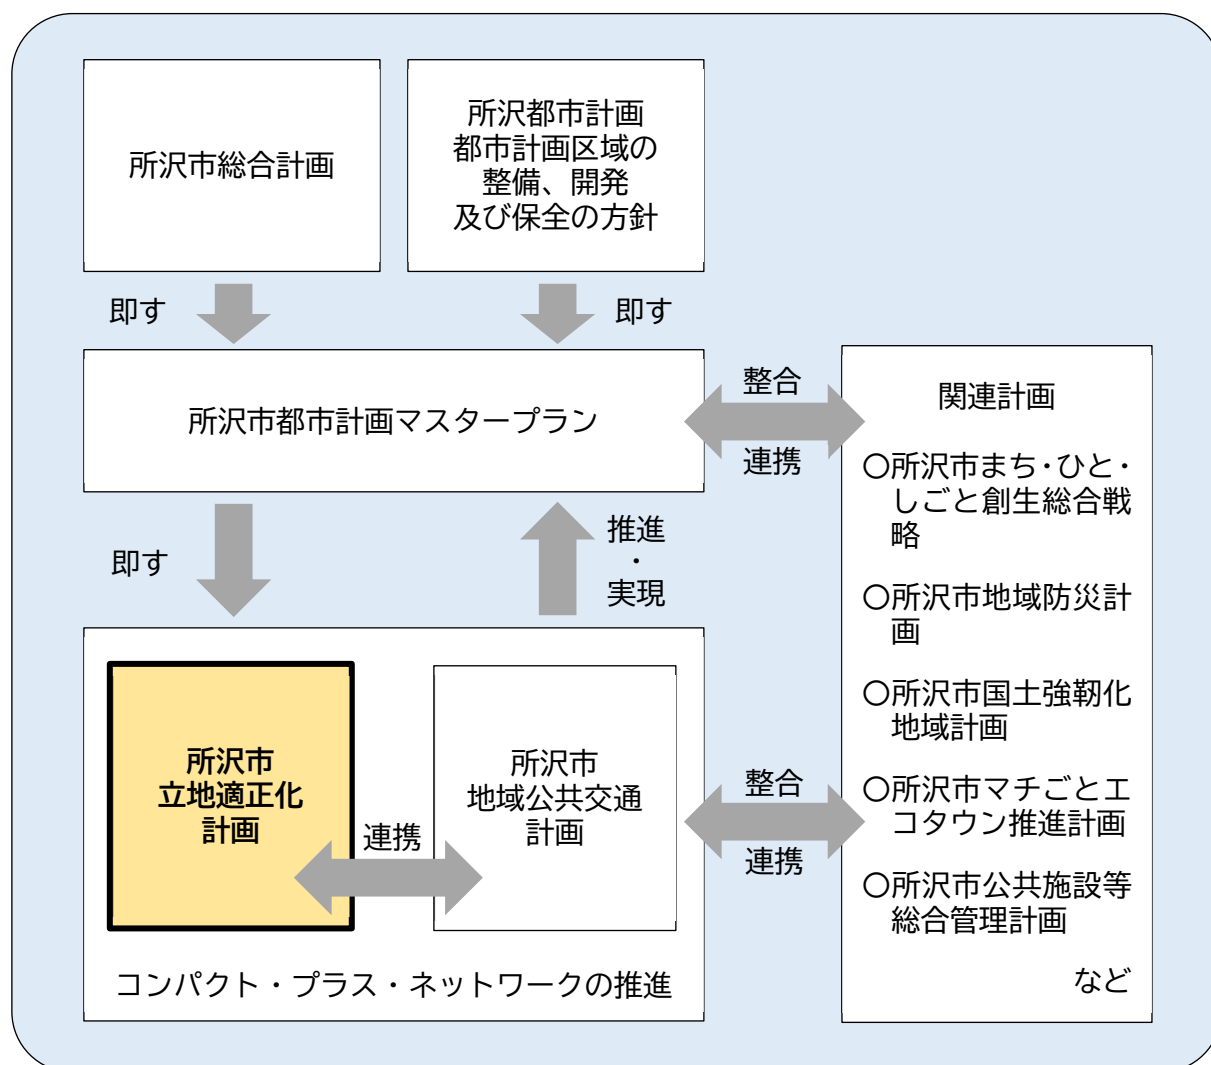 所沢市総合計画
所沢都市計画
都市計画区域の
整備、開発
及び保全の方針
即す
即す
所沢市都市計画マスタープラン
整合
連携
即す
推進
・
実現
所沢市
立地適正化
計画
連携
所沢市
地域公共交通
計画
コンパクト・プラス・ネットワークの推進
整合
連携
関連計画
〇所沢市まち・ひと・
しごと創生総合戦
略
〇所沢市地域防災計
画
〇所沢市国土強靭化
地域計画
〇所沢市マチごとエ
コタウン推進計画
〇所沢市公共施設等
総合管理計画
など